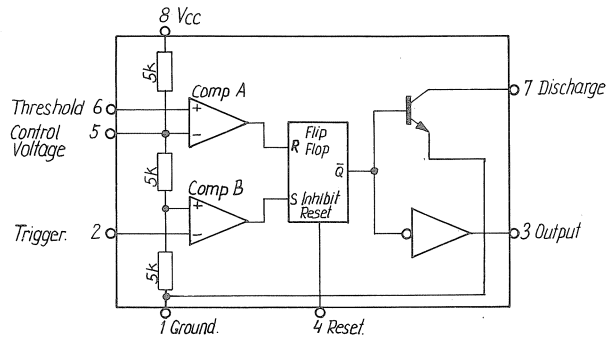 8 Vcc
5k
Comp A
Threshold 6
Control 5
Voltage
+
−
7 Discharge
Flip
Flop
R
Q̅
5k
Comp B
S Inhibit
Reset
+
−
Trigger. 2
3 Output
5k
1 Ground.
4 Reset.